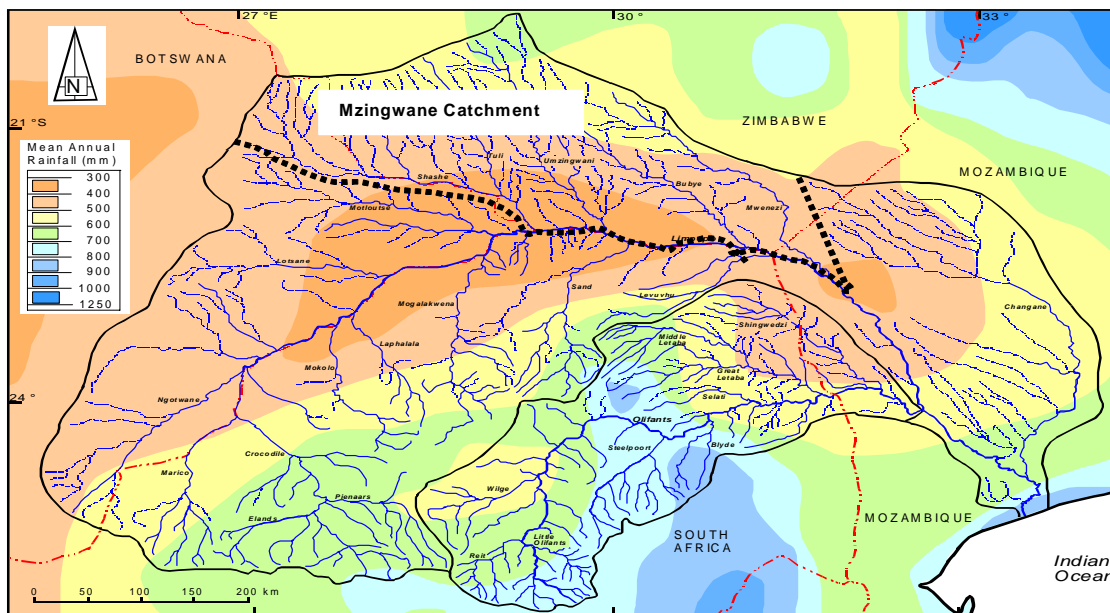 27 °E
30 °
33 °
BOTSWANA
N
Mzingwane Catchment
21 °S
ZIMBABWE
Mean Annual
Rainfall (mm)
300
400
500
600
700
800
900
1000
1250
MOZAMBIQUE
Tuli
Umzingwani
Shashe
Bubye
Mwenezi
Motloutse
Lotsane
Sand
Mogalakwena
Levuvhu
Changane
Shingwedzi
Middle
Letaba
Laphalala
Great
Letaba
Mokolo
Selati
24 °
Ngotwane
Olifants
Steelpoort
Blyde
Crocodile
Marico
Wilge
Pienaars
Elands
MOZAMBIQUE
Little
Olifants
SOUTH
AFRICA
Reit
Indian
Ocean
0 50 100 150 200 km